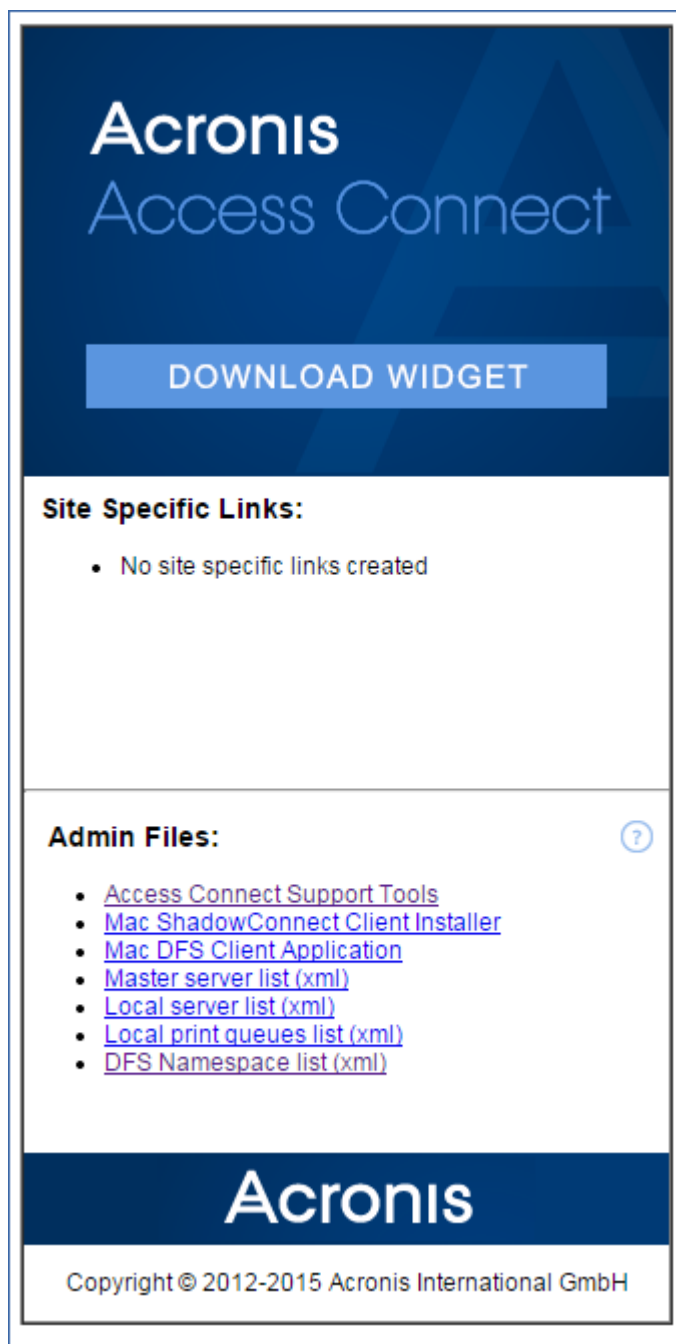 Acronis
Access Connect
DOWNLOAD WIDGET
Site Specific Links:
• No site specific links created
Admin Files:
?
• Access Connect Support Tools
• Mac ShadowConnect Client Installer
• Mac DFS Client Application
• Master server list (xml)
• Local server list (xml)
• Local print queues list (xml)
• DFS Namespace list (xml)
Acronis
Copyright © 2012-2015 Acronis International GmbH